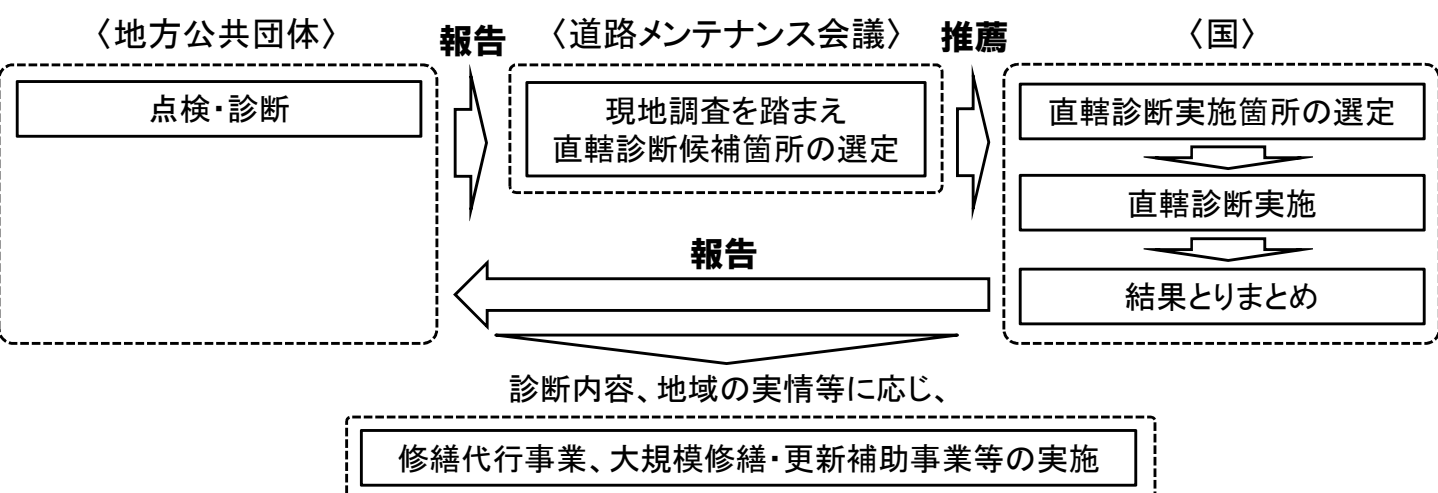 〈地方公共団体〉
報告
〈道路メンテナンス会議〉
推薦
〈国〉
点検・診断
現地調査を踏まえ
直轄診断候補箇所の選定
直轄診断実施箇所の選定
直轄診断実施
結果とりまとめ
報告
診断内容、地域の実情等に応じ、
修繕代行事業、大規模修繕・更新補助事業等の実施